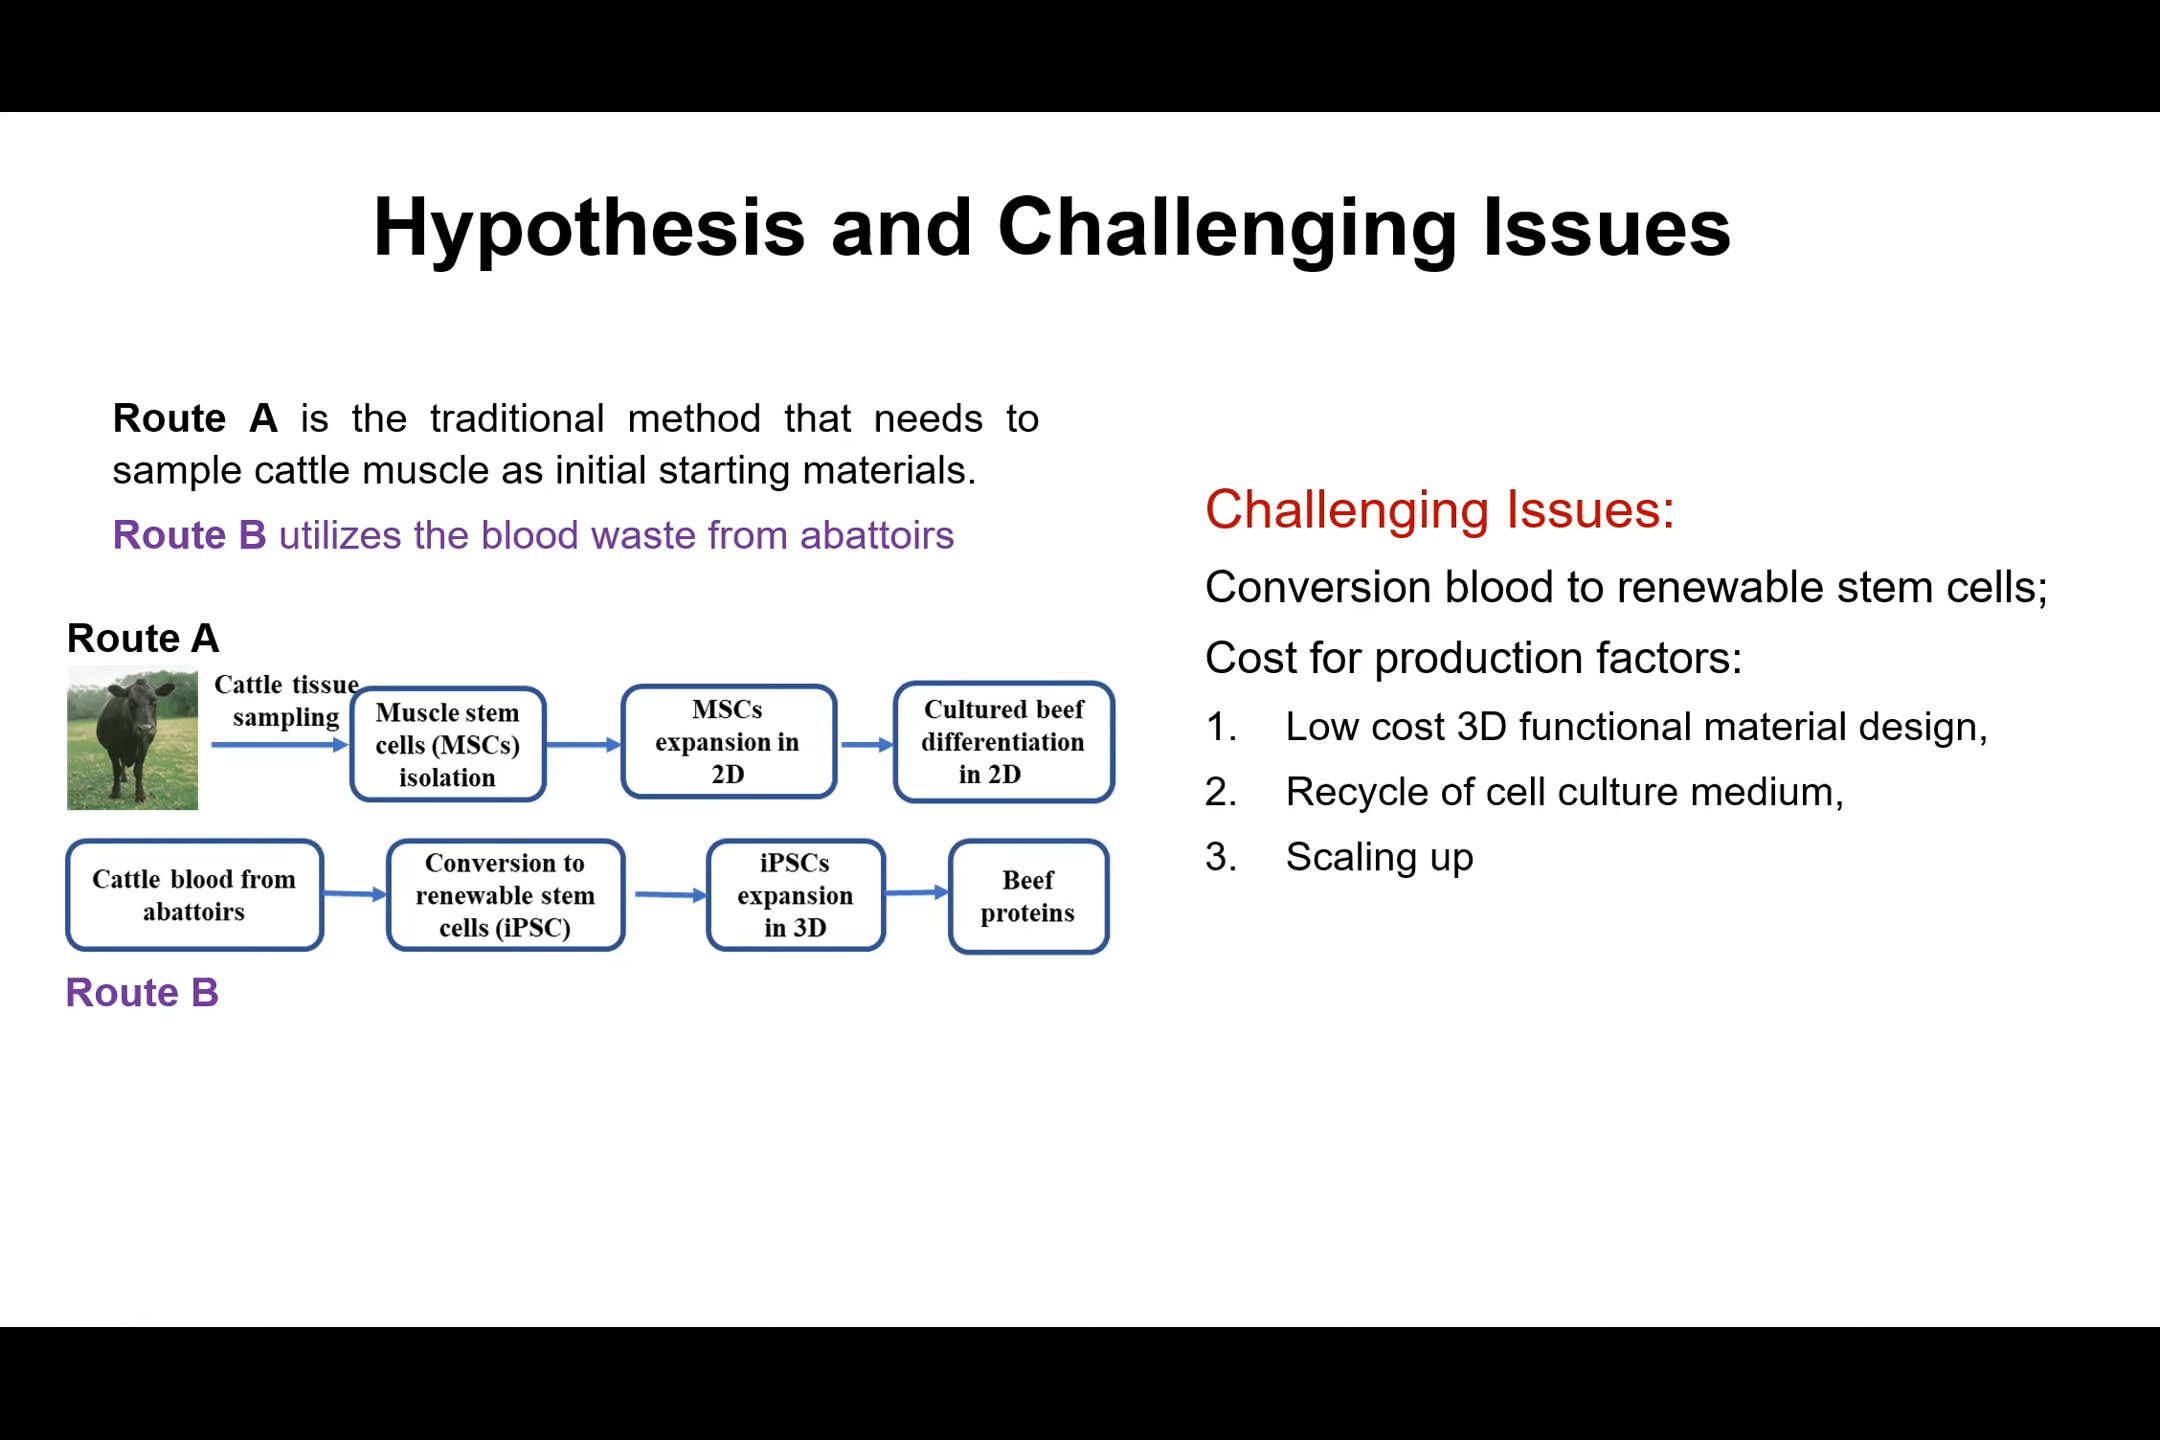 Hypothesis and Challenging Issues
Route A is the traditional method that needs to
sample cattle muscle as initial starting materials.
Route B utilizes the blood waste from abattoirs
Route A
Cattle tissue
sampling
Muscle stem
cells (MSCs)
isolation
MSCs
expansion in
2D
Cultured beef
differentiation
in 2D
Cattle blood from
abattoirs
Conversion to
renewable stem
cells (iPSC)
iPSCs
expansion
in 3D
Beef
proteins
Route B
Challenging Issues:
Conversion blood to renewable stem cells;
Cost for production factors:
1. Low cost 3D functional material design,
2. Recycle of cell culture medium,
3. Scaling up